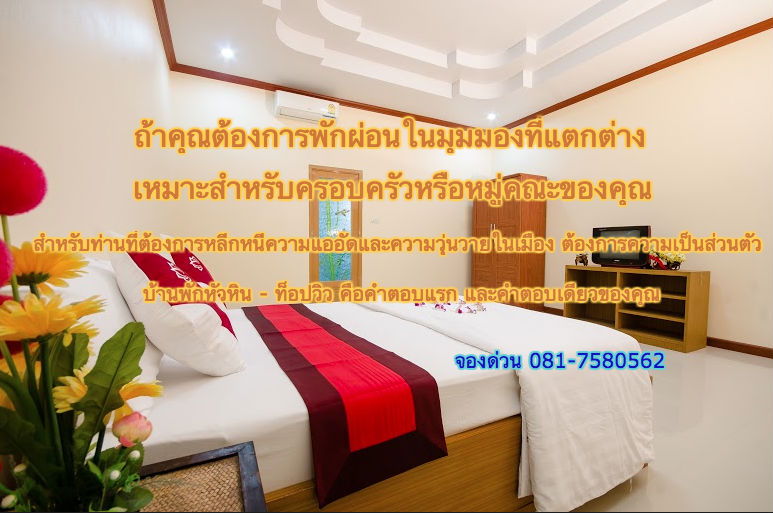 ถ้าคุณต้องการพักผ่อน ในมุมมองที่แตกต่าง
เหมาะสำหรับครอบครัวหรือหมู่คณะของคุณ
สำหรับท่านที่ต้องการหลีกหนีความแออัดและความวุ่นวาย ในเมือง ต้องการความเป็นส่วนตัว
บ้านพักหัวหิน - ท็อปวิว คือคำตอบแรก และคำตอบเดียวของคุณ
จองด่วน 081-7580562